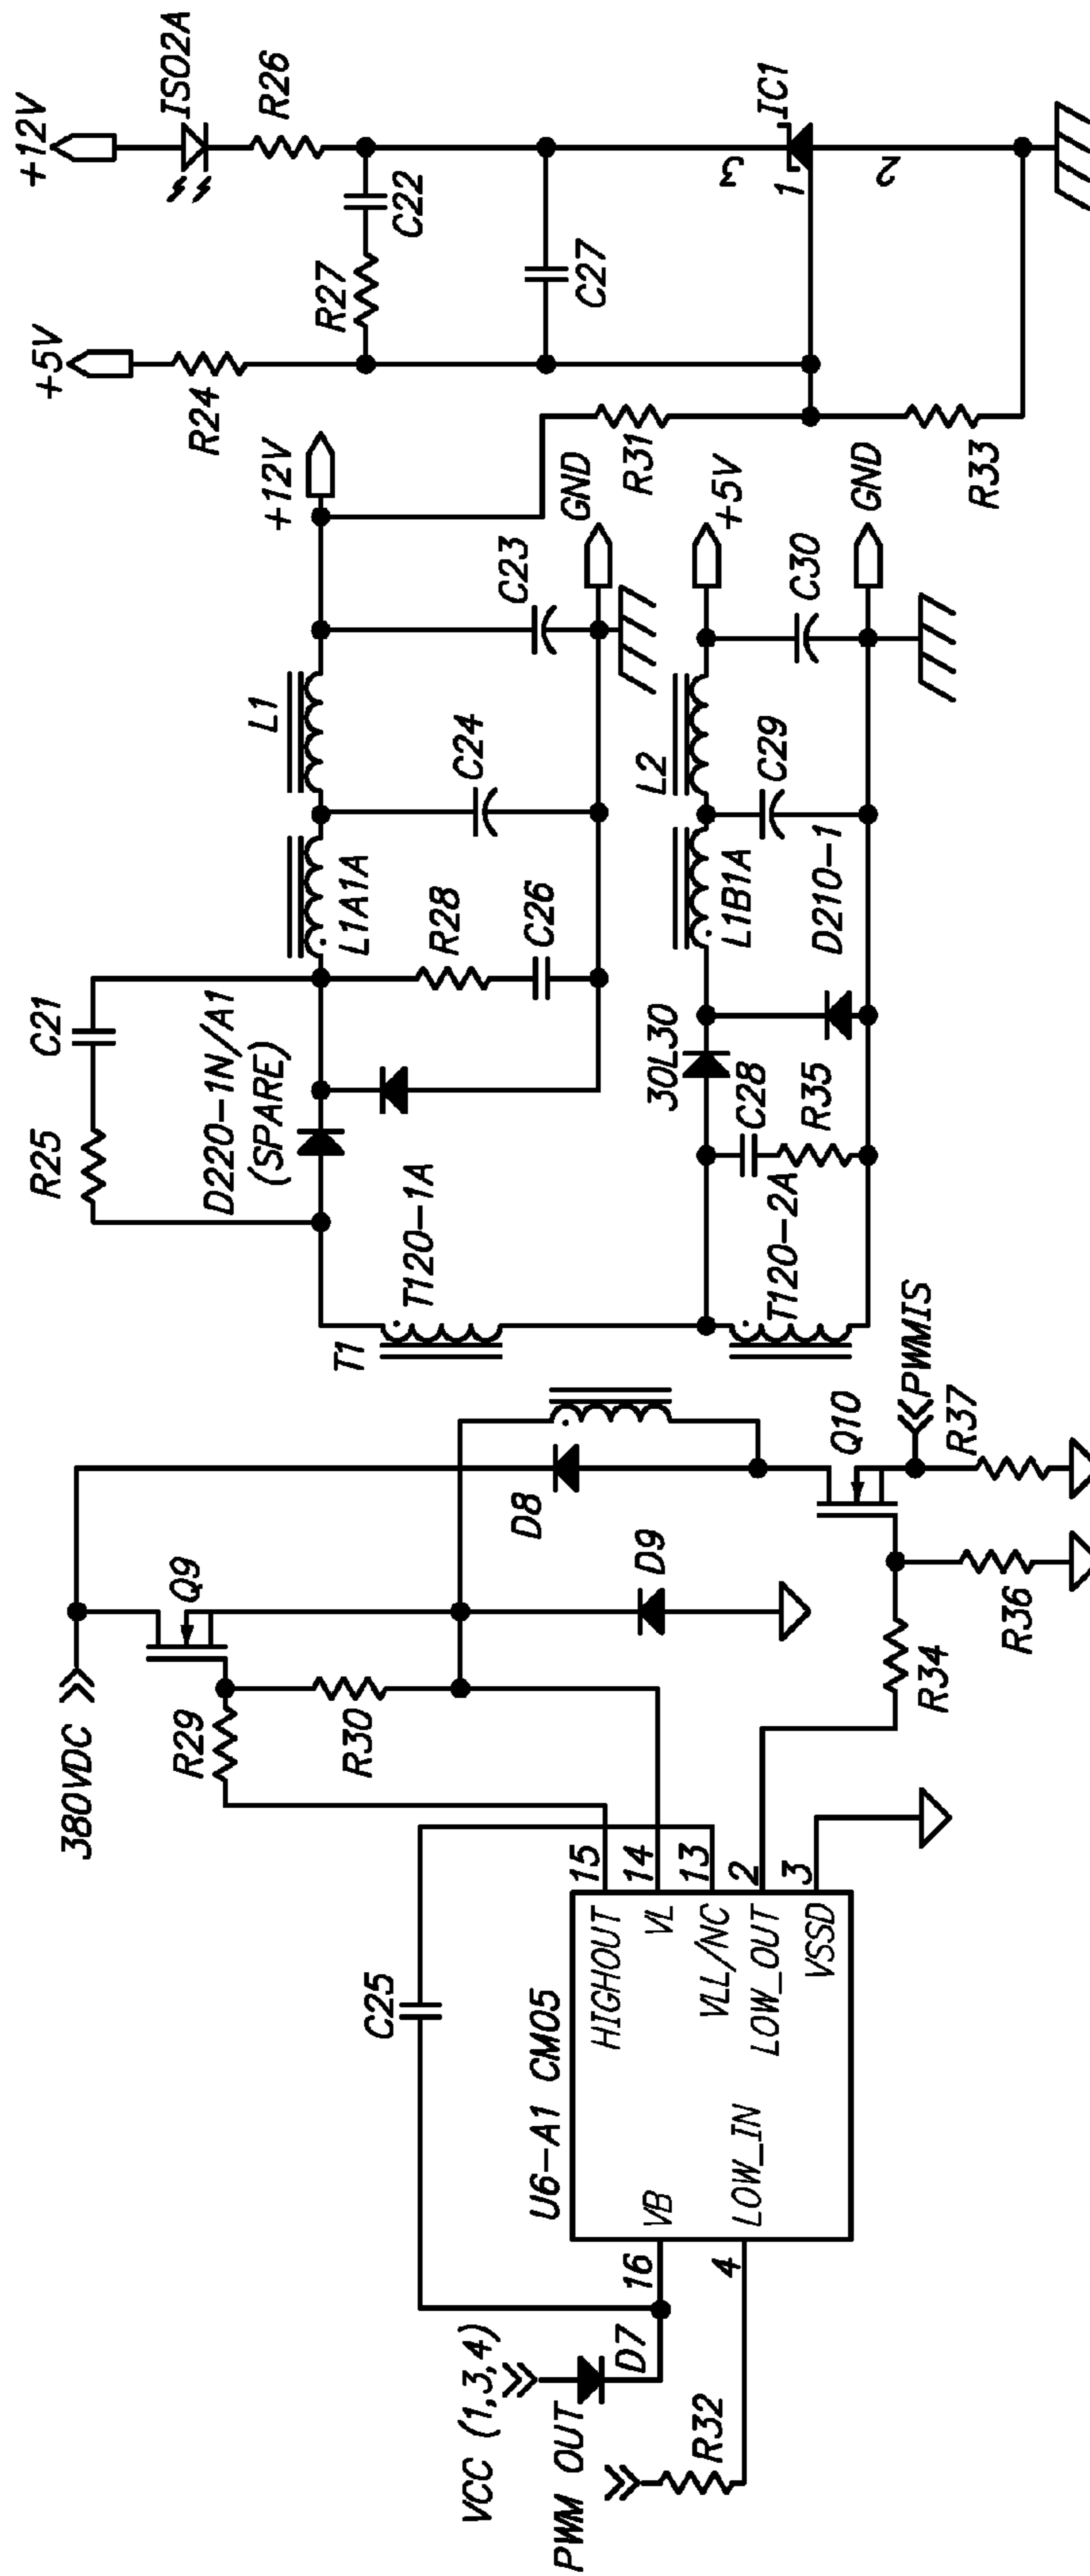 +12V
ISO2A
R26
+5V
R24
R27
C22
C27
3
1
IC1
2
R31
R33
+12V
GND
+5V
GND
L1
C23
C24
L1A1A
R28
C26
C21
R25
D220-1N/A1
(SPARE)
L2
C30
C29
L1B1A
D210-1
30L30
C28
R35
T1
T120-1A
T120-2A
380VDC
Q9
R29
R30
D8
D9
Q10
PWMIS
R37
R36
R34
C25
U6-A1 CM05
15
HIGHOUT
14
VL
13
VLL/NC
2
LOW_OUT
3
VSSD
16
VB
4
LOW_IN
VCC (1,3,4)
D7
PWM OUT
R32